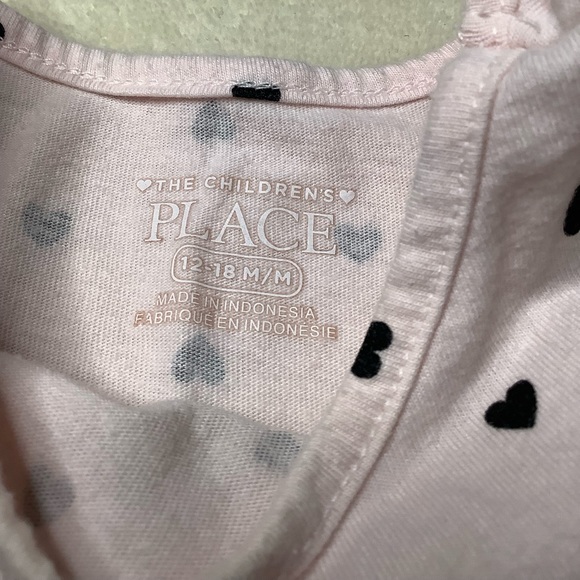 THE CHILDREN'S
PLACE
12-18 M/M
MADE IN INDONESIA
FABRIQUÉ EN INDONÉSIE